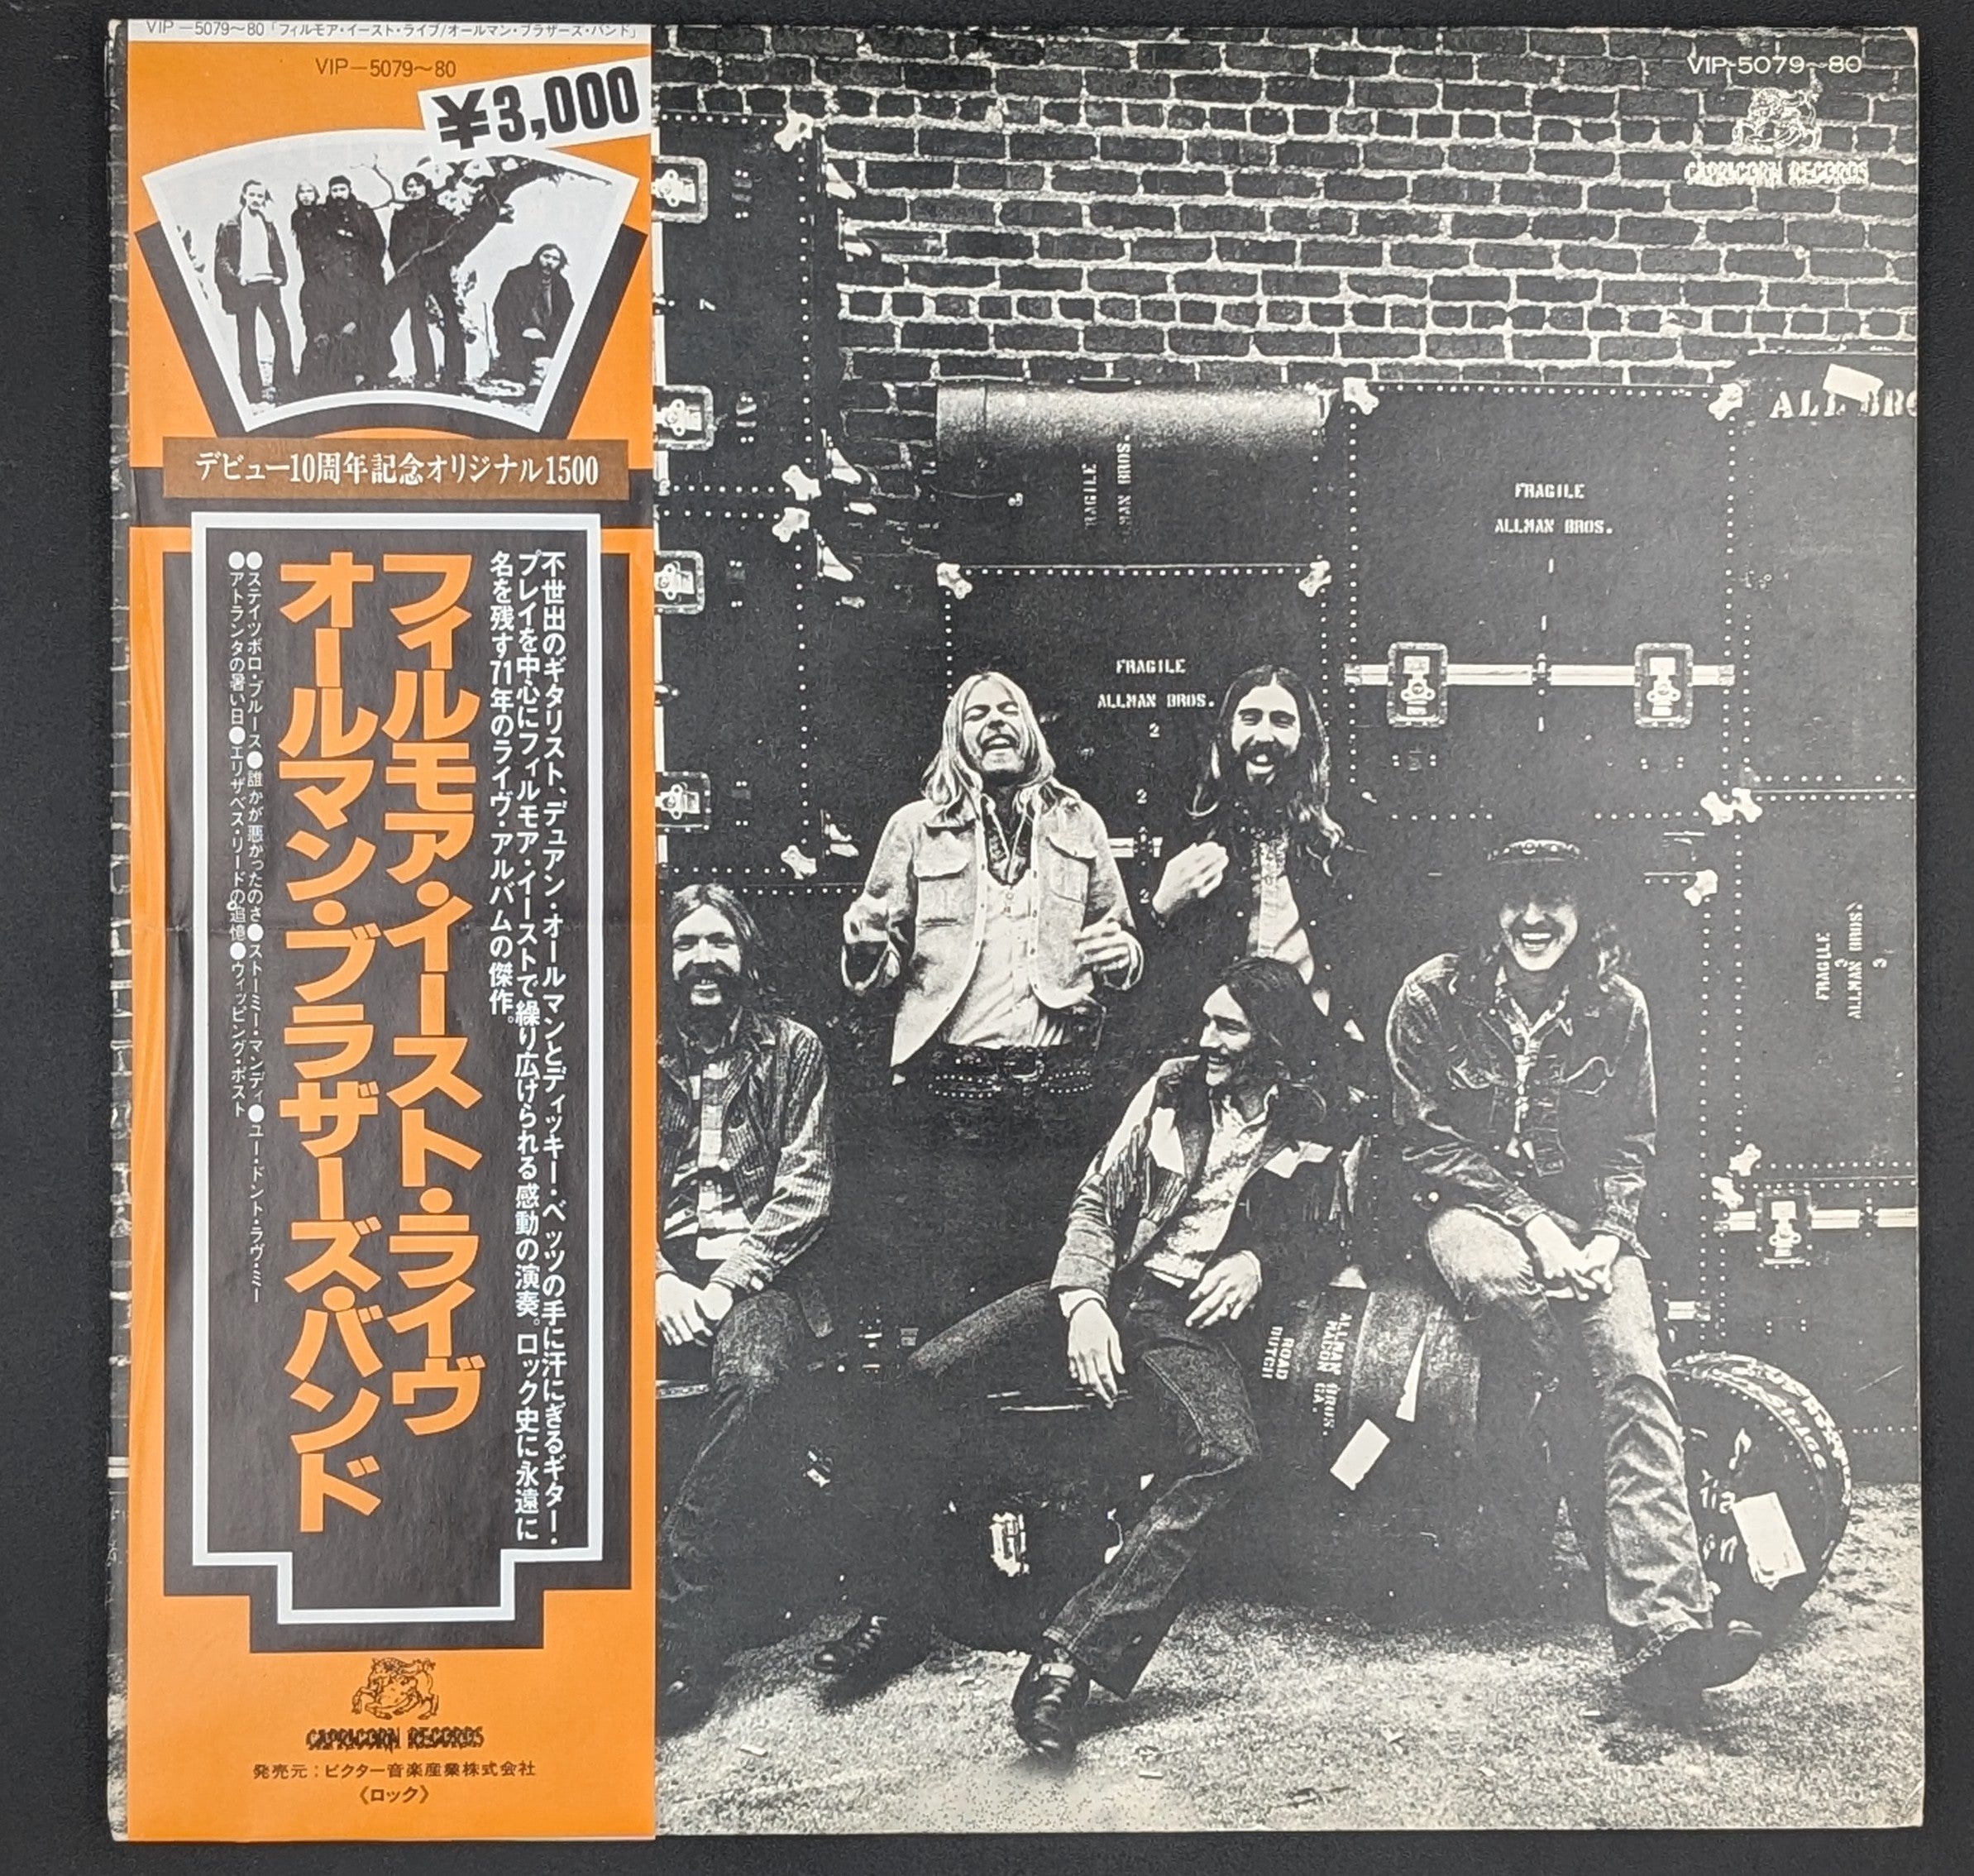 VIP－5079〜80「フィルモア・イースト・ライブ/オールマン・ブラザーズ・バンド」
VIP－5079〜80
¥3,000
デビュー10周年記念オリジナル1500
不世出のギタリスト、デュアン・オールマンとディッキー・ベッツの手に汗にぎるギター・
プレイを中心にフィルモア・イーストで繰り広げられる感動の演奏。ロック史に永遠に
名を残す71年のライヴ・アルバムの傑作。
フィルモア・イースト・ライヴ
オールマン・ブラザーズ・バンド
●ステイツボロ・ブルース●誰かが悪かったのさ●ストーミー・マンディ●ユー・ドント・ラヴ・ミー
●アトランタの暑い日●エリザベス・リードの追憶●ウィッピング・ポスト
CAPRICORN RECORDS
発売元：ビクター音楽産業株式会社
《ロック》
VIP-5079〜80
CAPRICORN RECORDS
FRAGILE
ALLMAN BROS.
FRAGILE
ALLMAN BROS.
2
2
2
RAGILE
MAN BROS.
FRAGILE
ALLMAN BROS.
3
3
ALLMAN BROS.
MACON GA.
ROAD
DUTCH